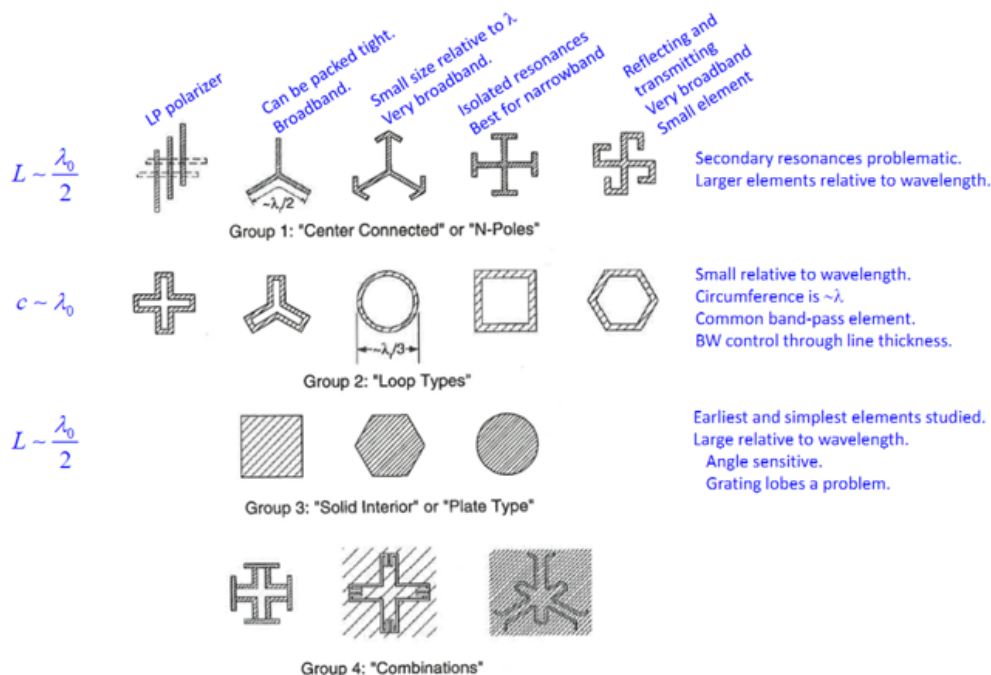 LP polarizer
Can be packed tight.
Broadband.
Small size relative to λ
Very broadband.
Isolated resonances
Best for narrowband
Reflecting and
transmitting
Very broadband
Small element
L ~ λ₀/2
~λ/2
Secondary resonances problematic.
Larger elements relative to wavelength.
Group 1: "Center Connected" or "N-Poles"
c ~ λ₀
~λ/3
Small relative to wavelength.
Circumference is ~λ
Common band-pass element.
BW control through line thickness.
Group 2: "Loop Types"
L ~ λ₀/2
Earliest and simplest elements studied.
Large relative to wavelength.
Angle sensitive.
Grating lobes a problem.
Group 3: "Solid Interior" or "Plate Type"
Group 4: "Combinations"